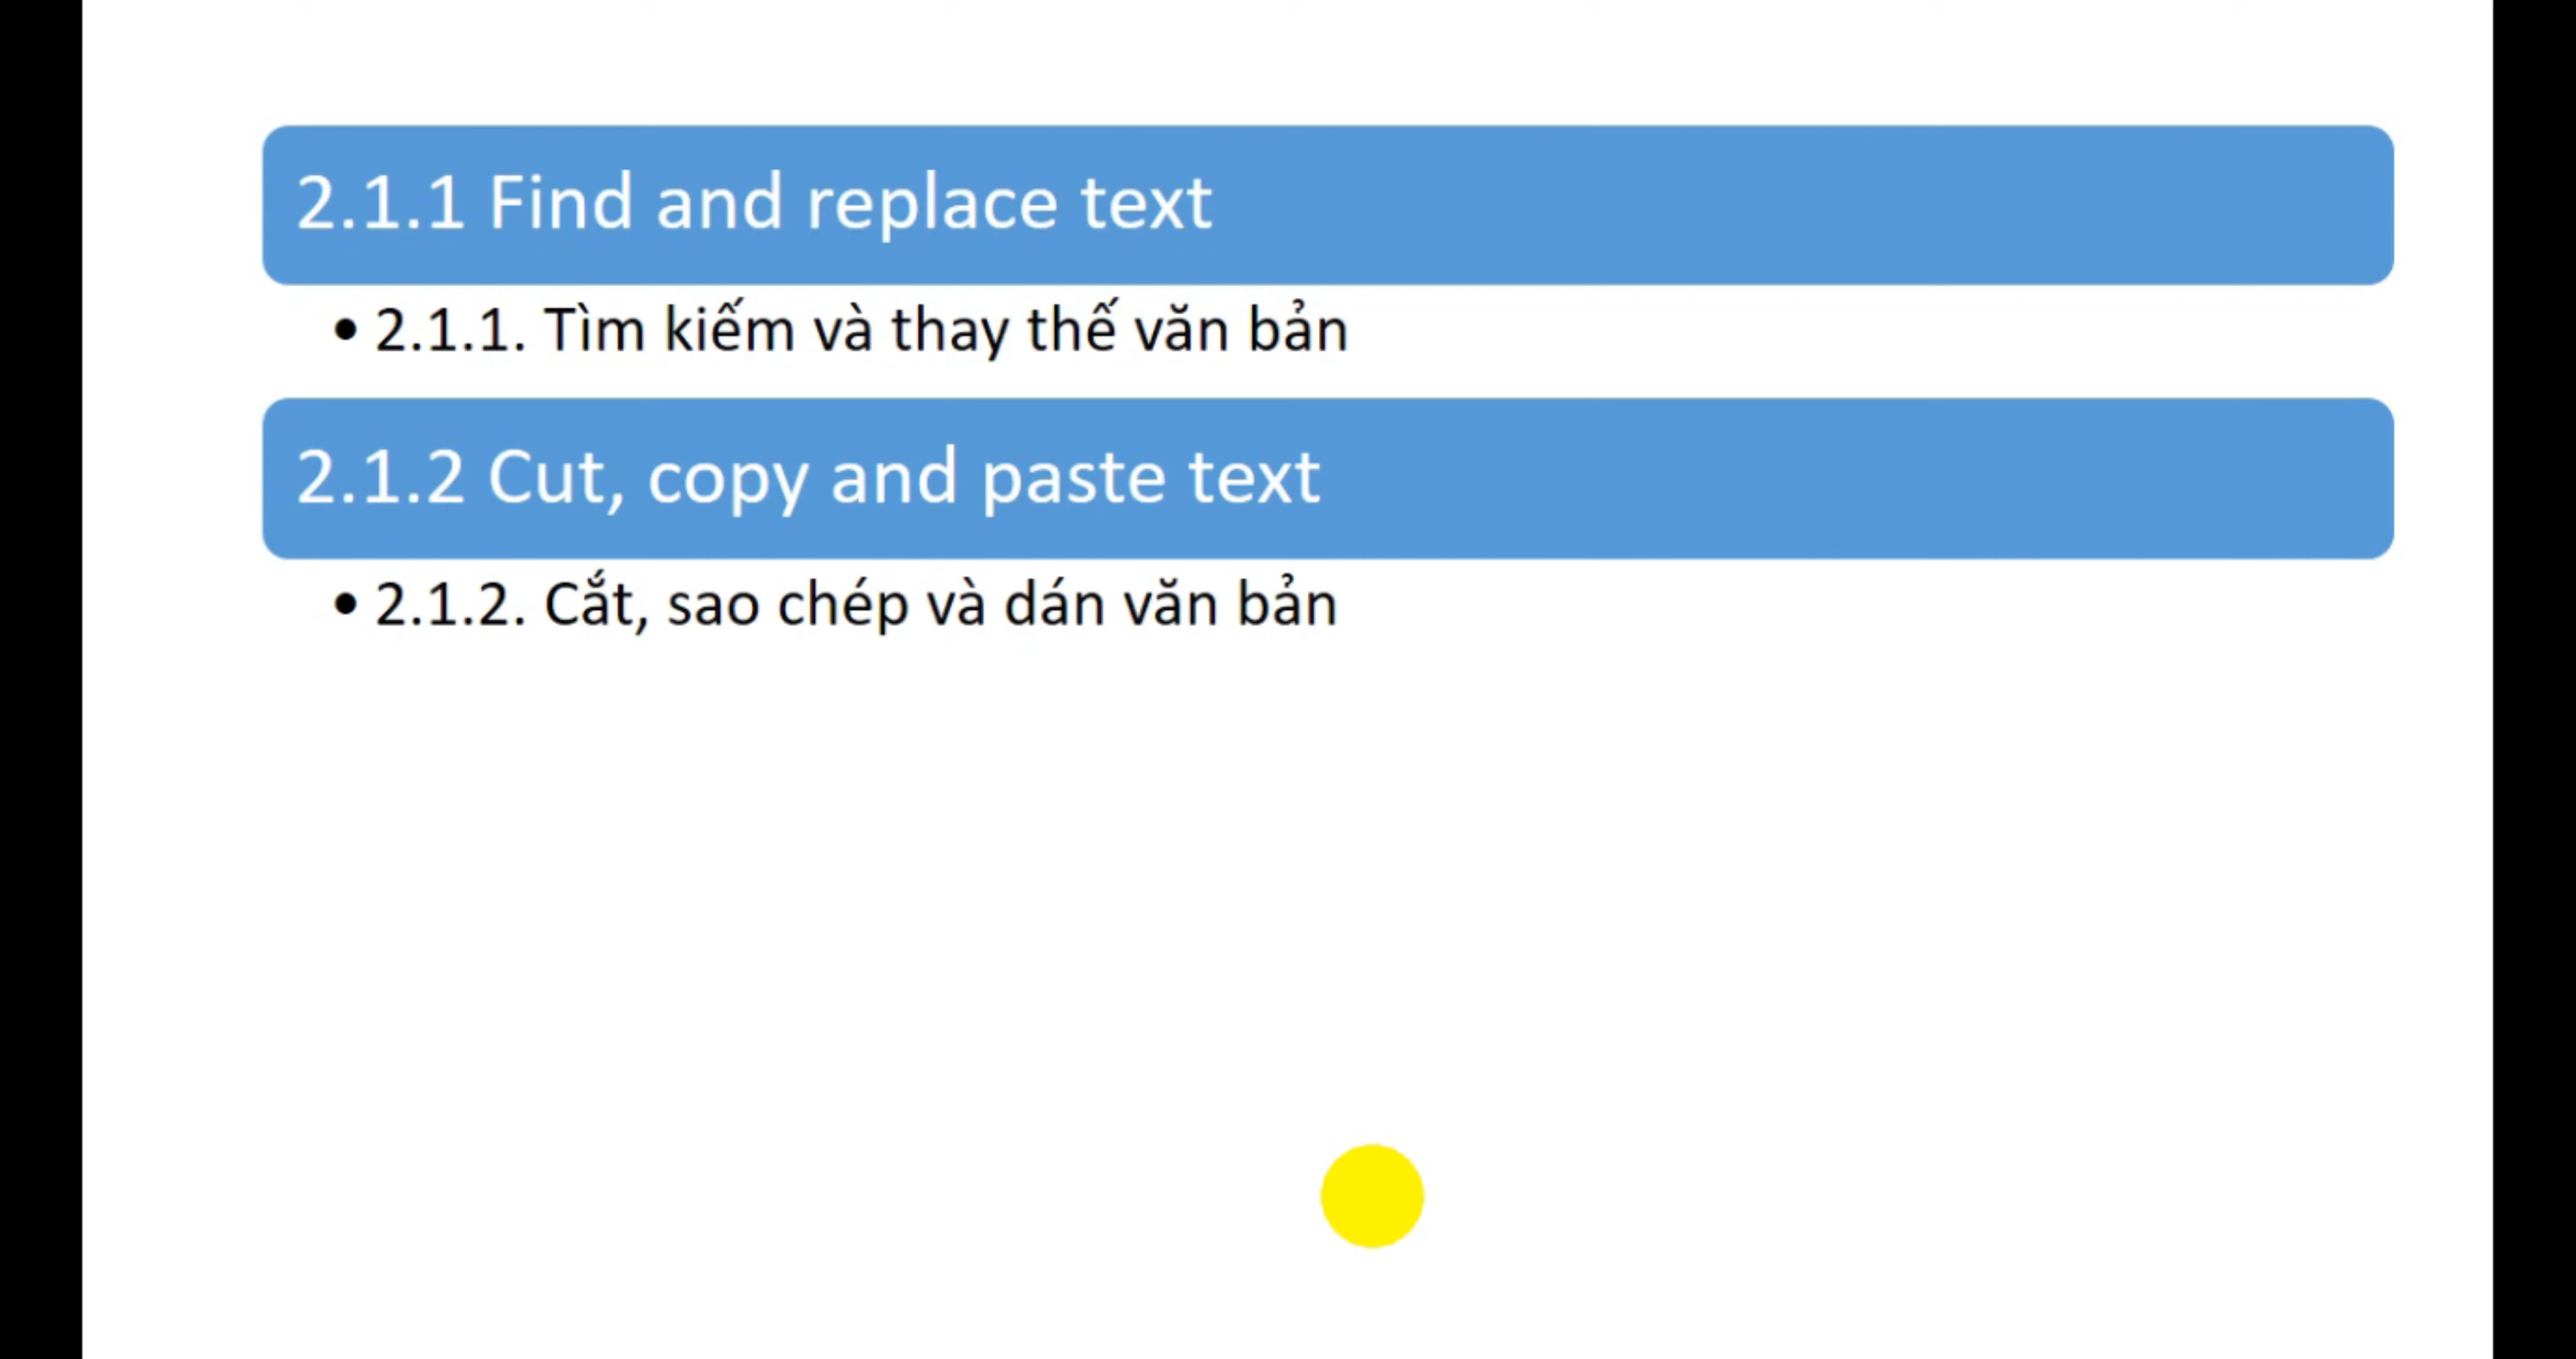 2.1.1 Find and replace text
• 2.1.1. Tìm kiếm và thay thế văn bản
2.1.2 Cut, copy and paste text
• 2.1.2. Cắt, sao chép và dán văn bản